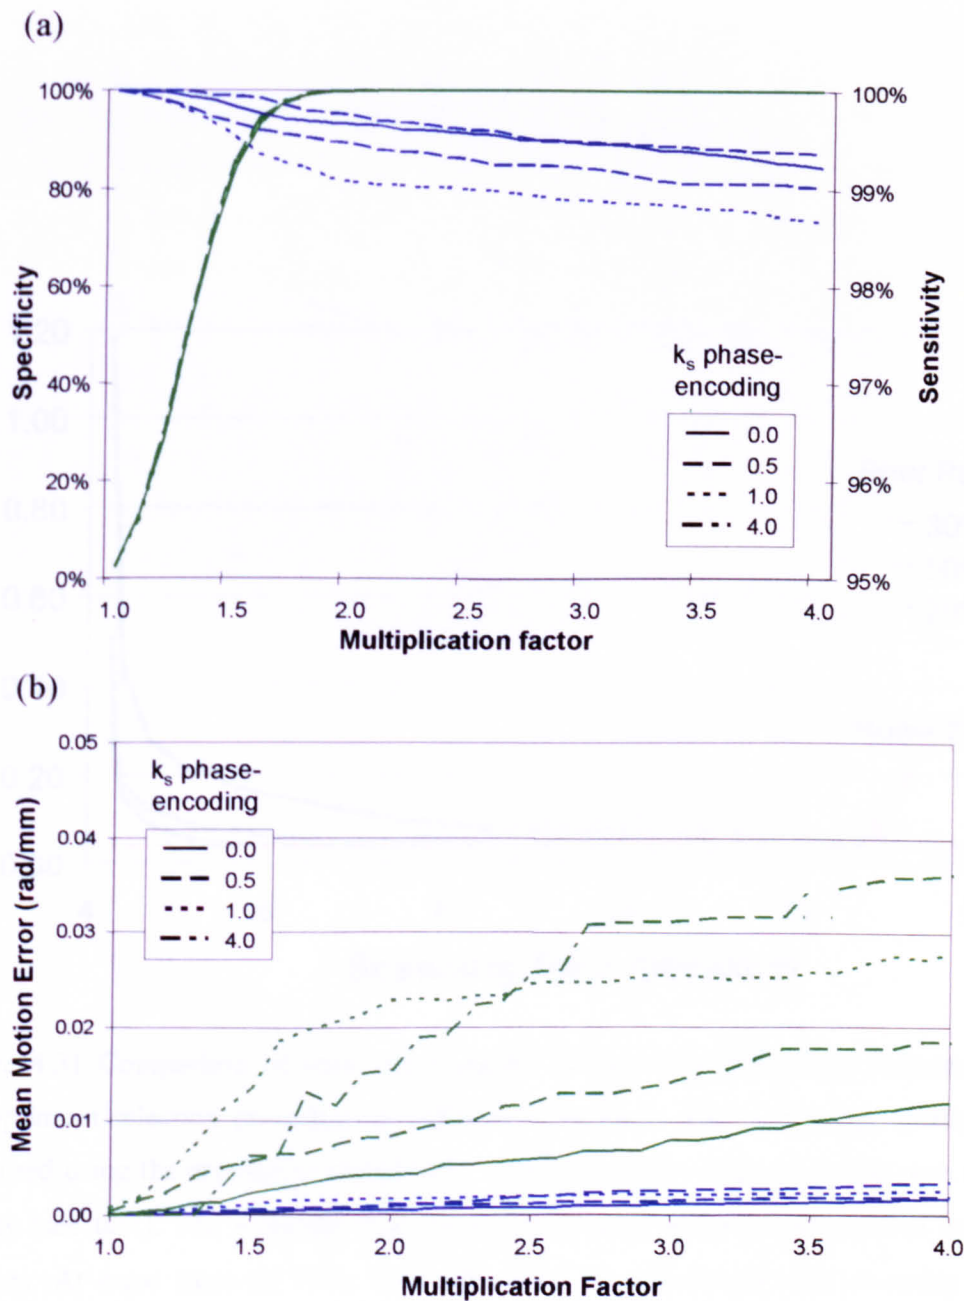 (a)
100%
80%
60%
40%
20%
0%
Specificity
100%
99%
98%
97%
96%
95%
Sensitivity
k_s phase-
encoding
0.0
0.5
1.0
4.0
1.0 1.5 2.0 2.5 3.0 3.5 4.0
Multiplication factor
(b)
0.05
0.04
0.03
0.02
0.01
0.00
Mean Motion Error (rad/mm)
k_s phase-
encoding
0.0
0.5
1.0
4.0
1.0 1.5 2.0 2.5 3.0 3.5 4.0
Multiplication Factor